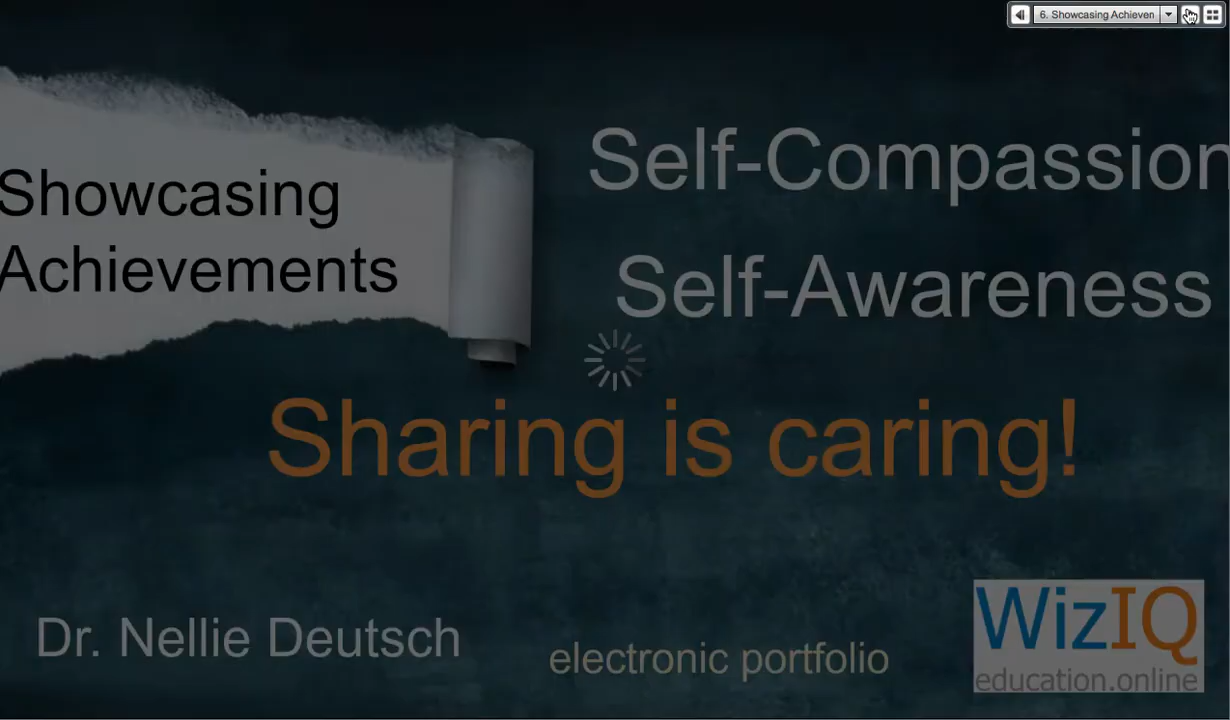 6. Showcasing Achieven
Self-Compassion
Showcasing
Achievements
Self-Awareness
Sharing is caring!
Dr. Nellie Deutsch
electronic portfolio
WizIQ
education.online